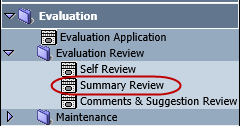 Evaluation
Evaluation Application
Evaluation Review
Self Review
Summary Review
Comments & Suggestion Review
Maintenance